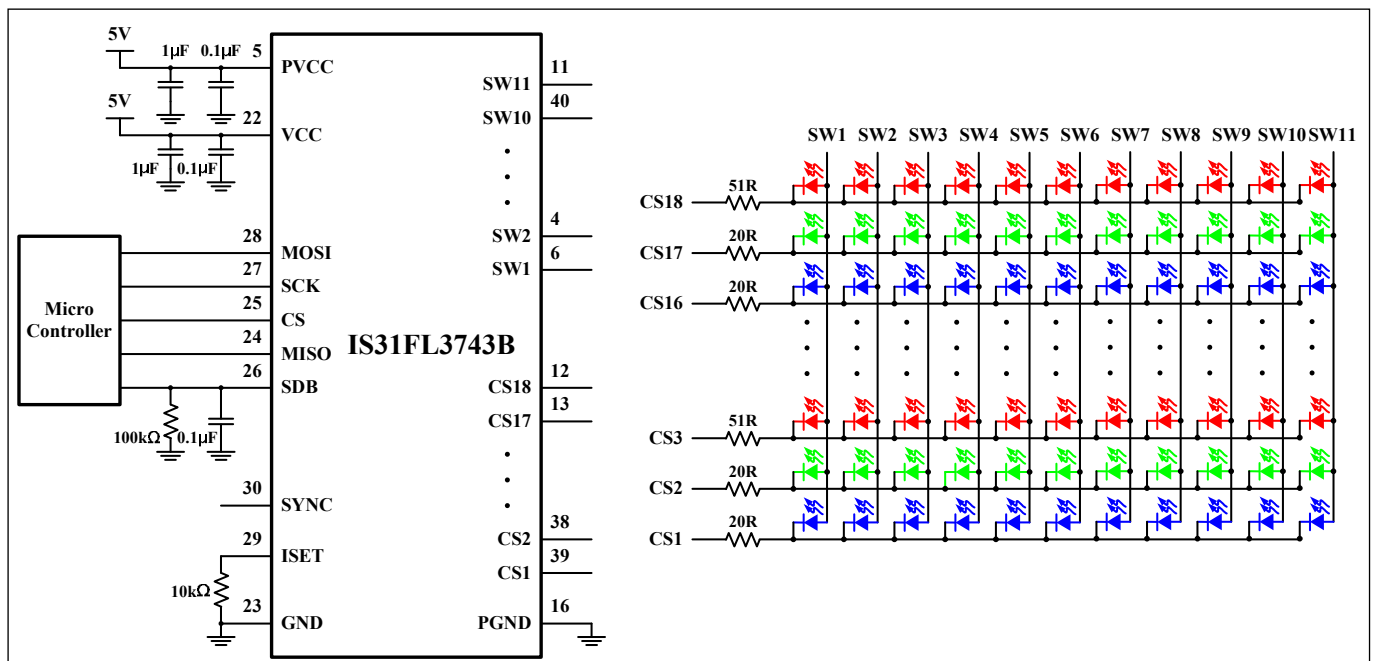 5V
1µF
0.1µF
5
PVCC
5V
22
VCC
1µF
0.1µF
11
SW11
40
SW10
4
SW2
6
SW1
Micro
Controller
28
MOSI
27
SCK
25
CS
24
MISO
26
SDB
100kΩ
0.1µF
IS31FL3743B
12
CS18
13
CS17
30
SYNC
29
ISET
10kΩ
23
GND
38
CS2
39
CS1
16
PGND
SW1 SW2 SW3 SW4 SW5 SW6 SW7 SW8 SW9 SW10 SW11
CS18 51R
CS17 20R
CS16 20R
CS3 51R
CS2 20R
CS1 20R